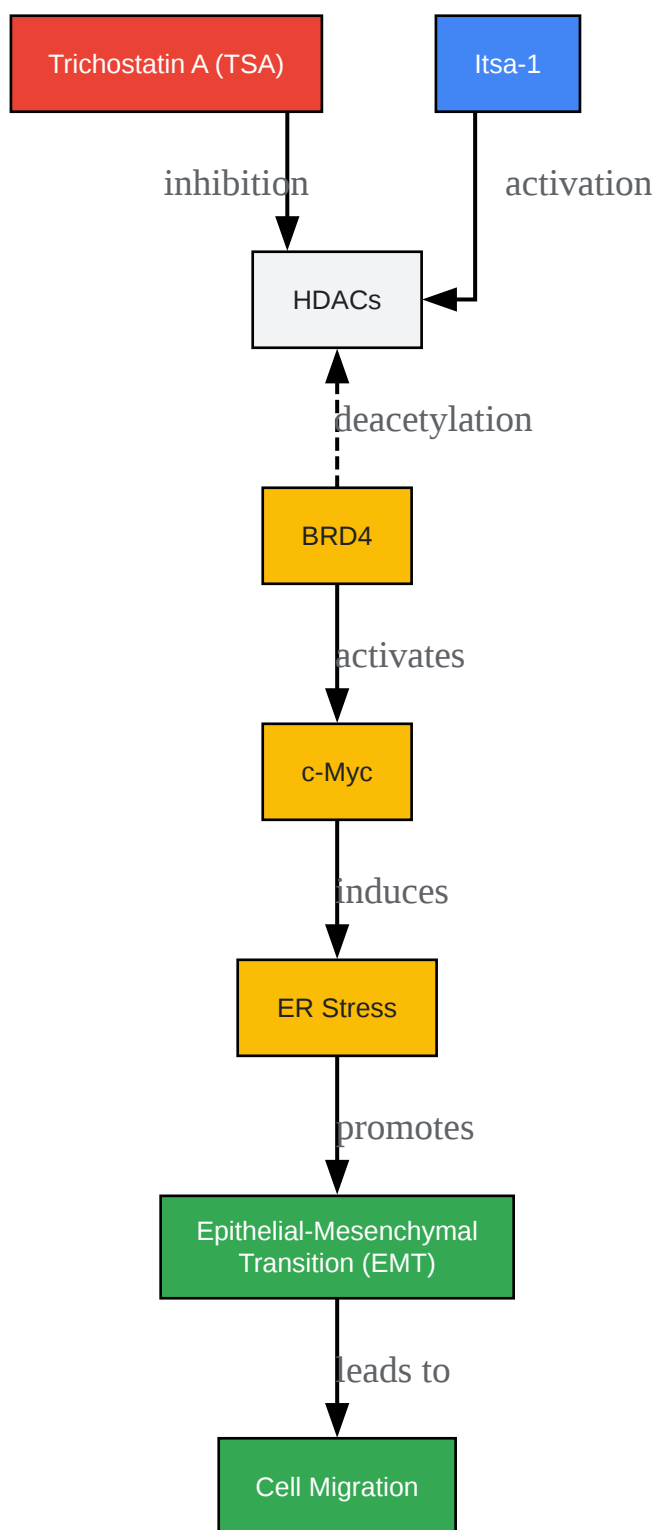 Trichostatin A (TSA)
Itsa-1
inhibition
activation
HDACs
deacetylation
BRD4
activates
c-Myc
induces
ER Stress
promotes
Epithelial-Mesenchymal
Transition (EMT)
leads to
Cell Migration